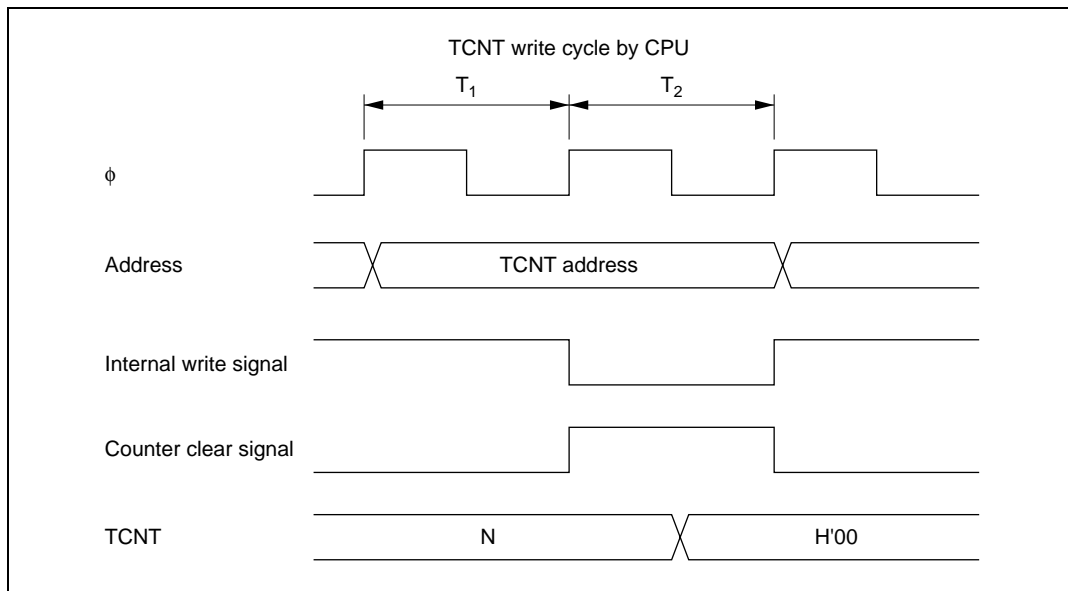 TCNT write cycle by CPU
T1 T2
ϕ
Address TCNT address
Internal write signal
Counter clear signal
TCNT N H'00